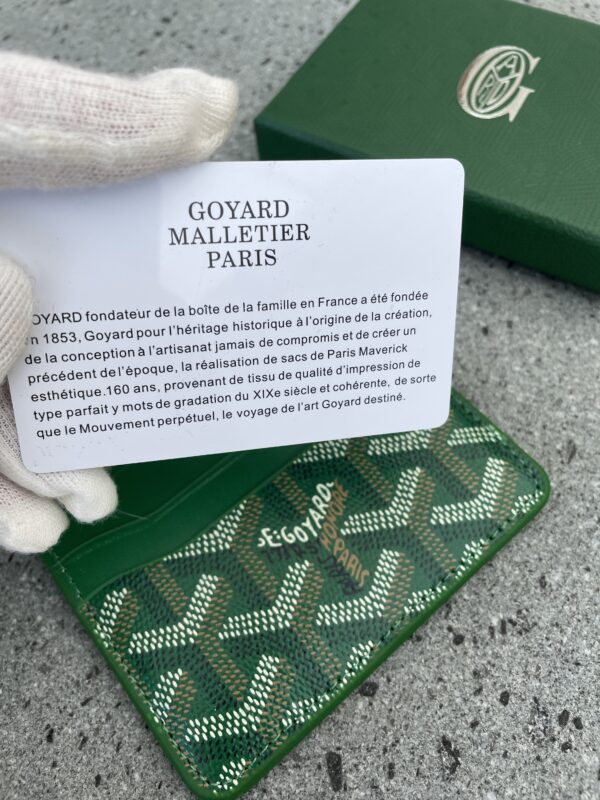 GOYARD
MALLETIER
PARIS
OYARD fondateur de la boîte de la famille en France a été fondée
n 1853, Goyard pour l'héritage historique à l'origine de la création,
de la conception à l'artisanat jamais de compromis et de créer un
précédent de l'époque, la réalisation de sacs de Paris Maverick
esthétique.160 ans, provenant de tissu de qualité d'impression de
type parfait y mots de gradation du XIXe siècle et cohérente, de sorte
que le Mouvement perpétuel, le voyage de l'art Goyard destiné.
E.GOYARD
PARIS